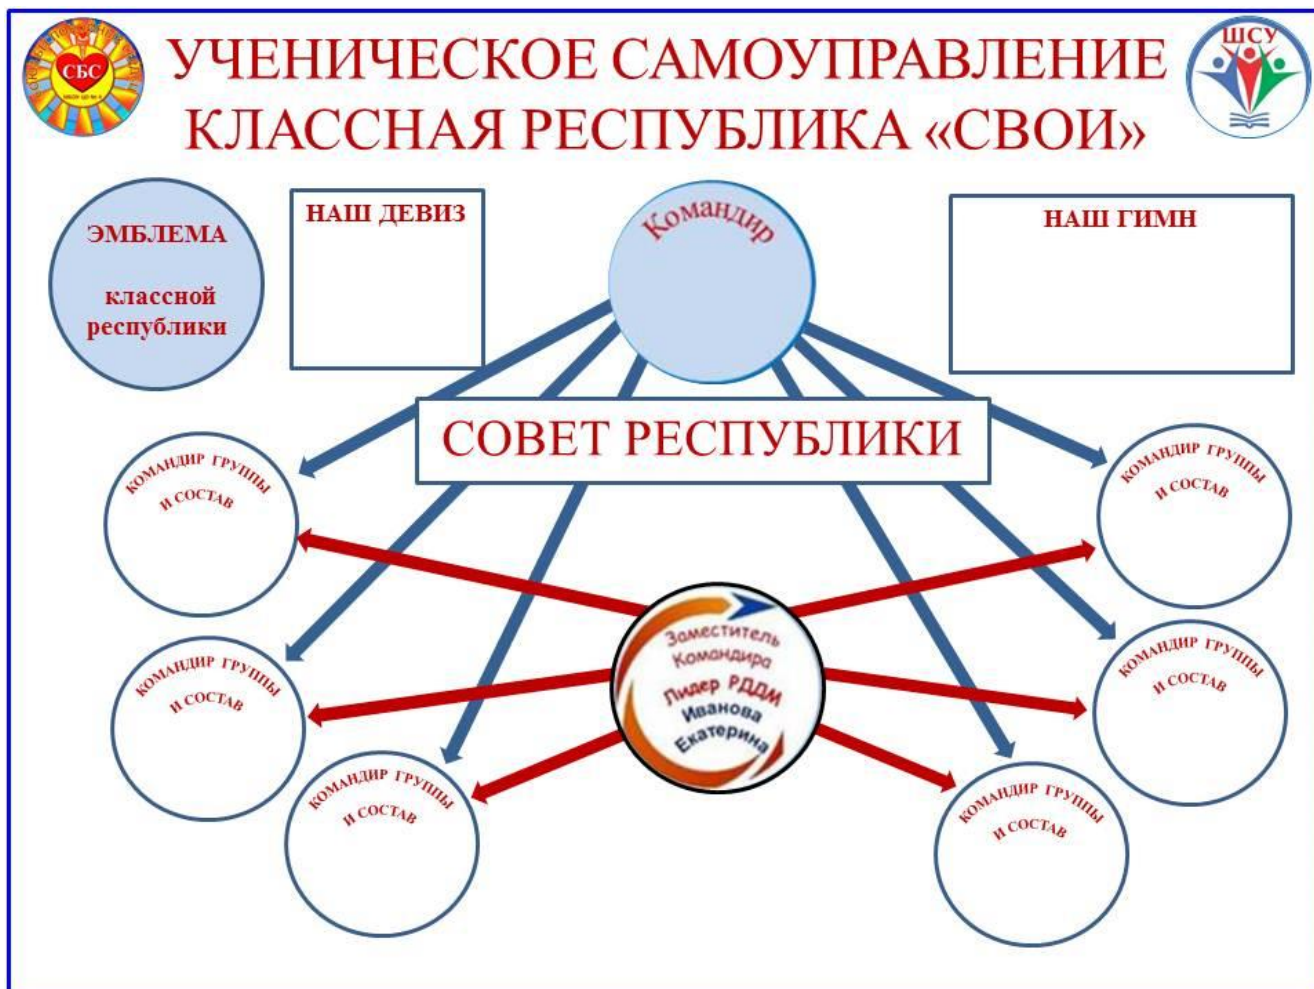 УЧЕНИЧЕСКОЕ САМОУПРАВЛЕНИЕ
КЛАССНАЯ РЕСПУБЛИКА «СВОИ»
СБС
ШСУ
ЭМБЛЕМА
классной
республики
НАШ ДЕВИЗ
Командир
НАШ ГИМН
СОВЕТ РЕСПУБЛИКИ
КОМАНДИР ГРУППЫ
И СОСТАВ
КОМАНДИР ГРУППЫ
И СОСТАВ
КОМАНДИР ГРУППЫ
И СОСТАВ
Заместитель
Командира
Лидер РДДМ
Иванова
Екатерина
КОМАНДИР ГРУППЫ
И СОСТАВ
КОМАНДИР ГРУППЫ
И СОСТАВ
КОМАНДИР ГРУППЫ
И СОСТАВ